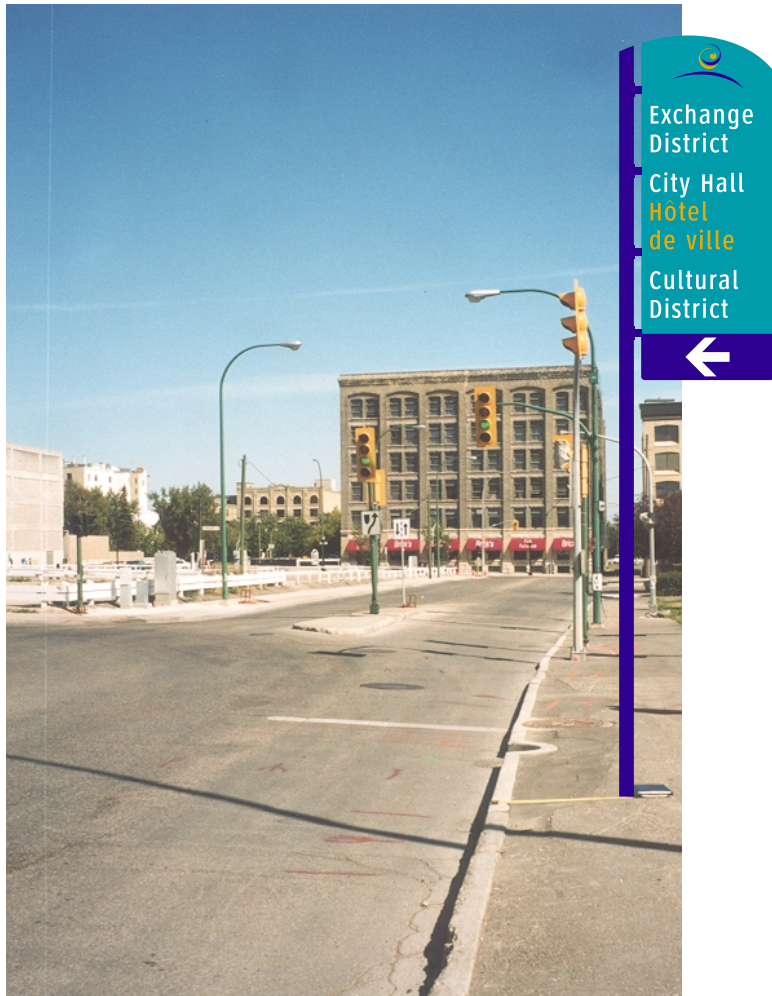 Exchange
District
City Hall
Hôtel
de ville
Cultural
District